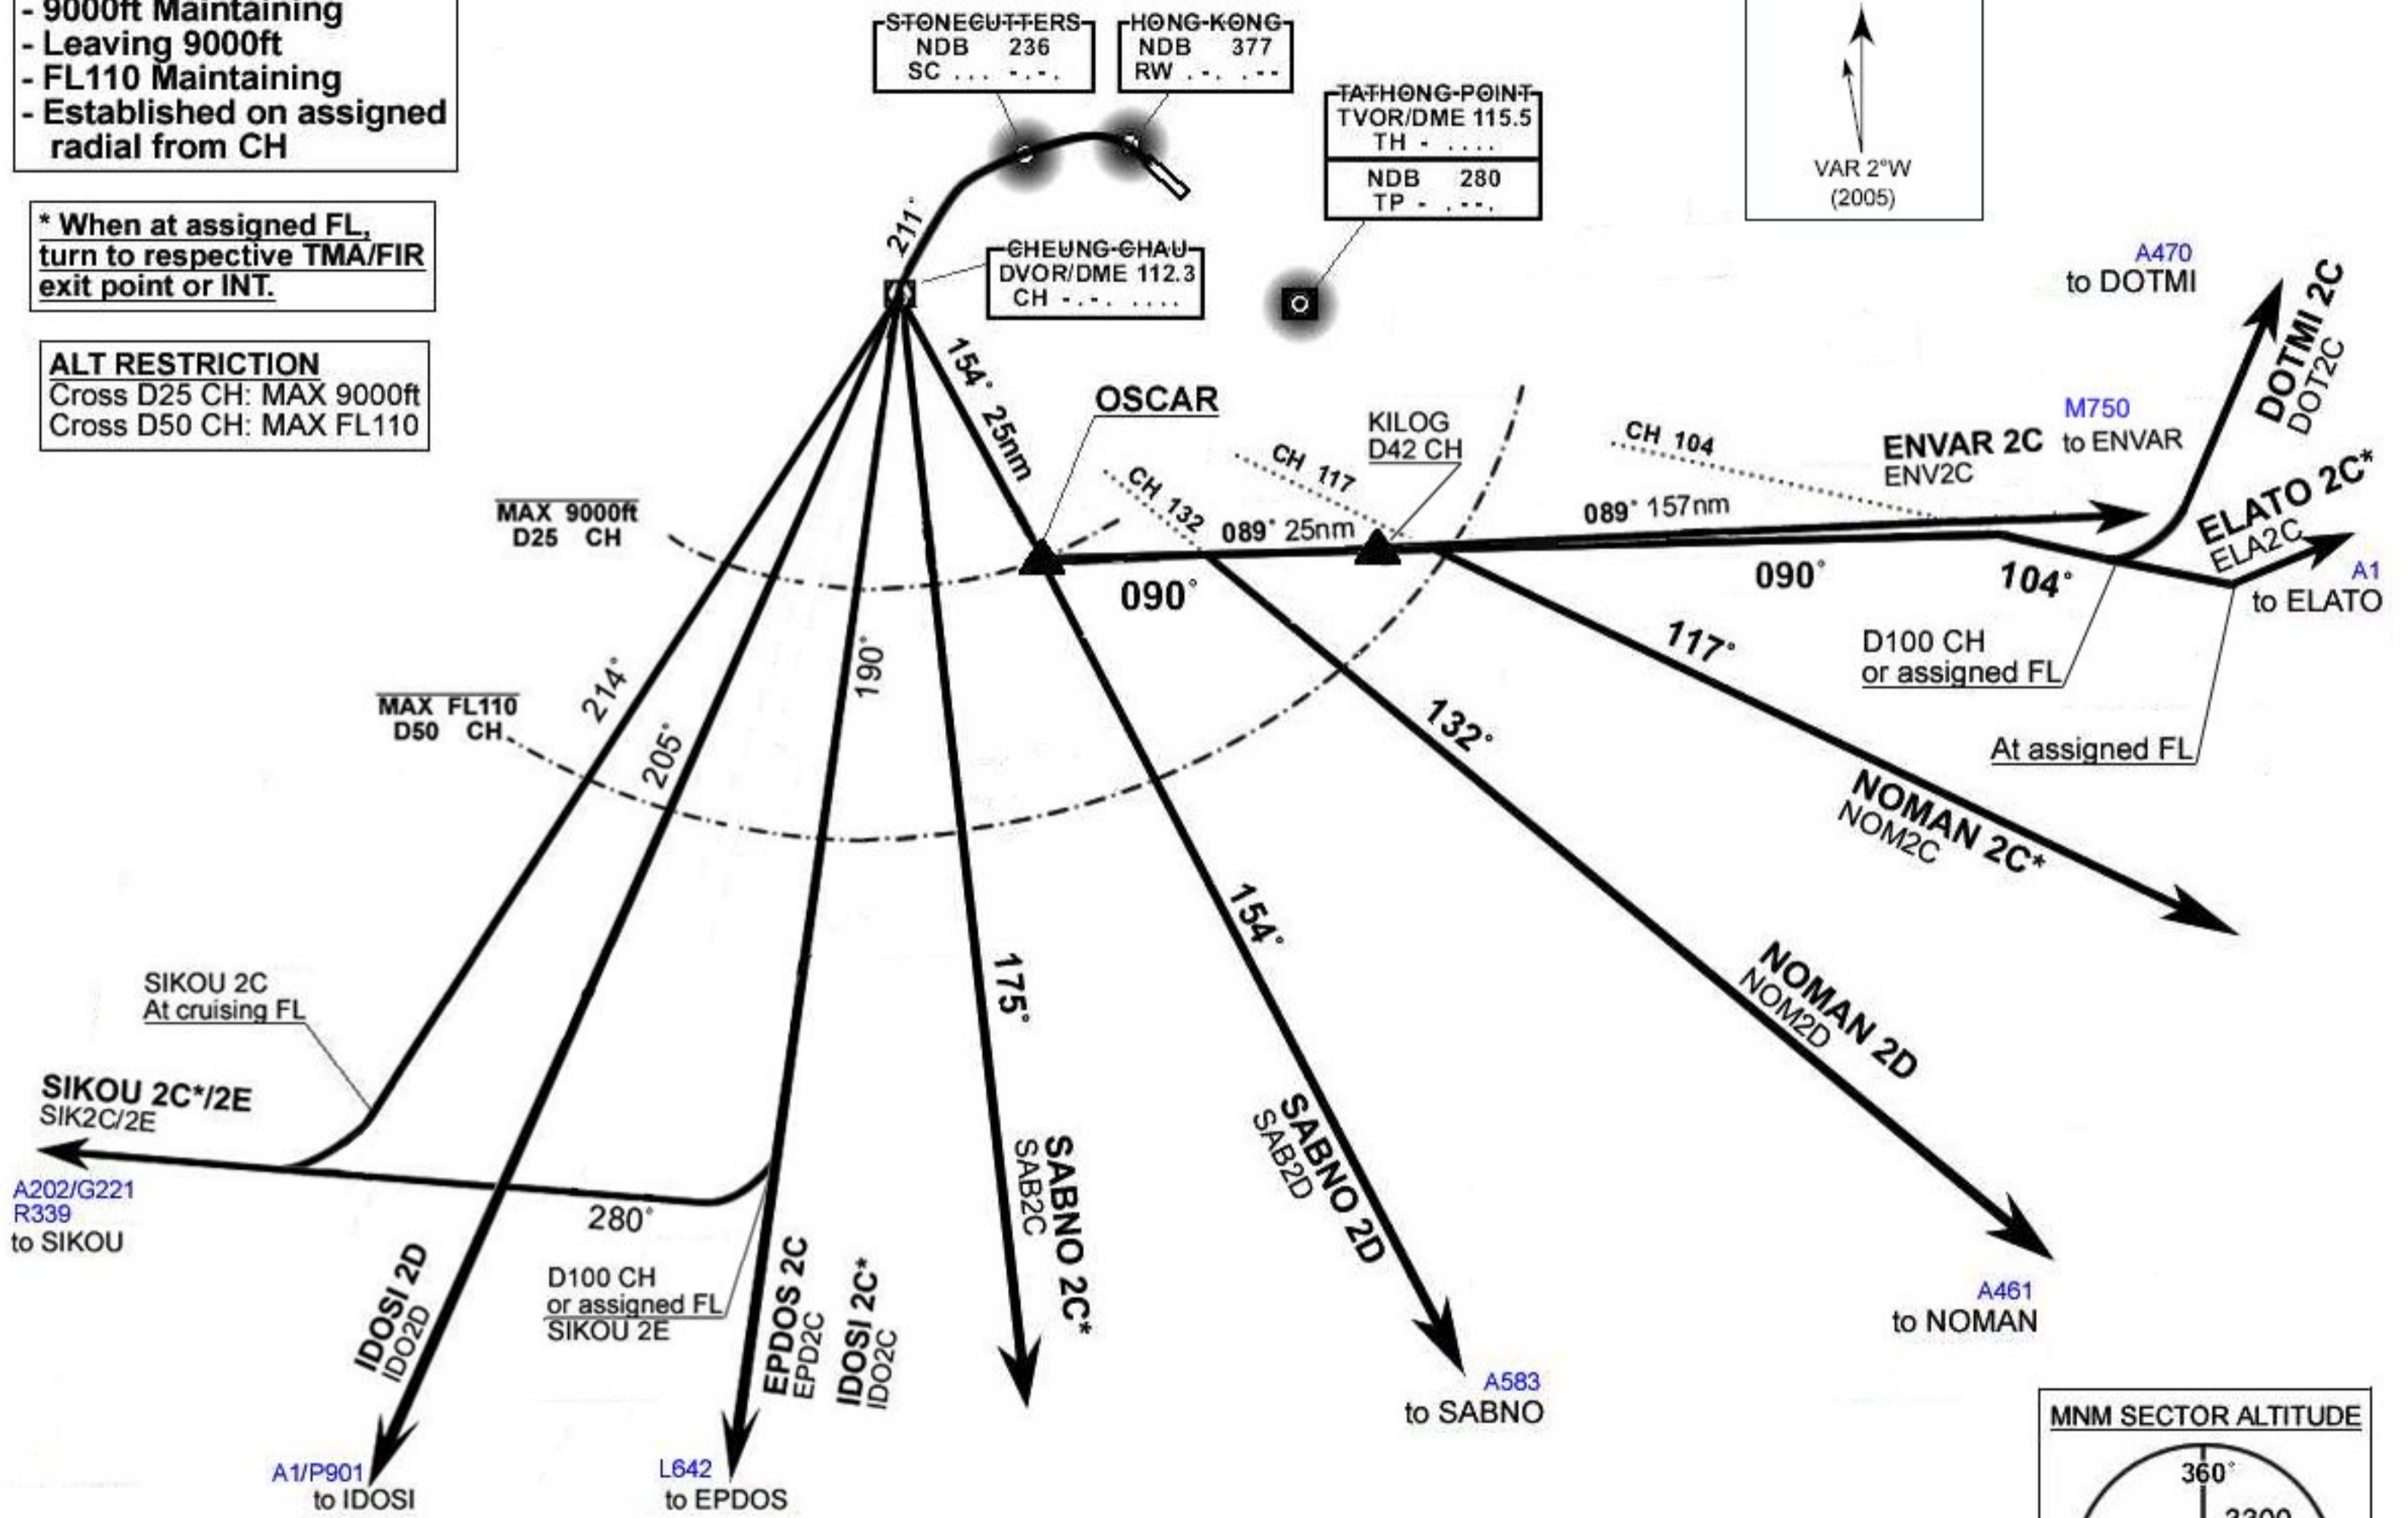 - 9000ft Maintaining
- Leaving 9000ft
- FL110 Maintaining
- Established on assigned
radial from CH
* When at assigned FL,
turn to respective TMA/FIR
exit point or INT.
ALT RESTRICTION
Cross D25 CH: MAX 9000ft
Cross D50 CH: MAX FL110
STONECUTTERS
NDB 236
SC ... -.-.
HONG KONG
NDB 377
RW .-. .--
TATHONG POINT
TVOR/DME 115.5
TH - ....
NDB 280
TP - .--.
VAR 2°W
(2005)
211°
CHEUNG CHAU
DVOR/DME 112.3
CH -.-. ....
A470
to DOTMI
DOTMI 2C
DOT2C
154° 25nm
OSCAR
KILOG
D42 CH
CH 132
CH 117
CH 104
M750
ENVAR 2C to ENVAR
ENV2C
ELATO 2C*
ELA2C
A1
to ELATO
MAX 9000ft
D25 CH
089° 25nm
089° 157nm
090°
090°
104°
D100 CH
or assigned FL
At assigned FL
MAX FL110
D50 CH
214°
205°
190°
117°
132°
NOMAN 2C*
NOM2C
154°
175°
NOMAN 2D
NOM2D
SIKOU 2C
At cruising FL
SIKOU 2C*/2E
SIK2C/2E
A202/G221
R339
to SIKOU
280°
D100 CH
or assigned FL
SIKOU 2E
IDOSI 2D
IDO2D
EPDOS 2C
EPD2C
IDOSI 2C*
IDO2C
SABNO 2C*
SAB2C
SABNO 2D
SAB2D
A461
to NOMAN
A583
to SABNO
A1/P901
to IDOSI
L642
to EPDOS
MNM SECTOR ALTITUDE
360°